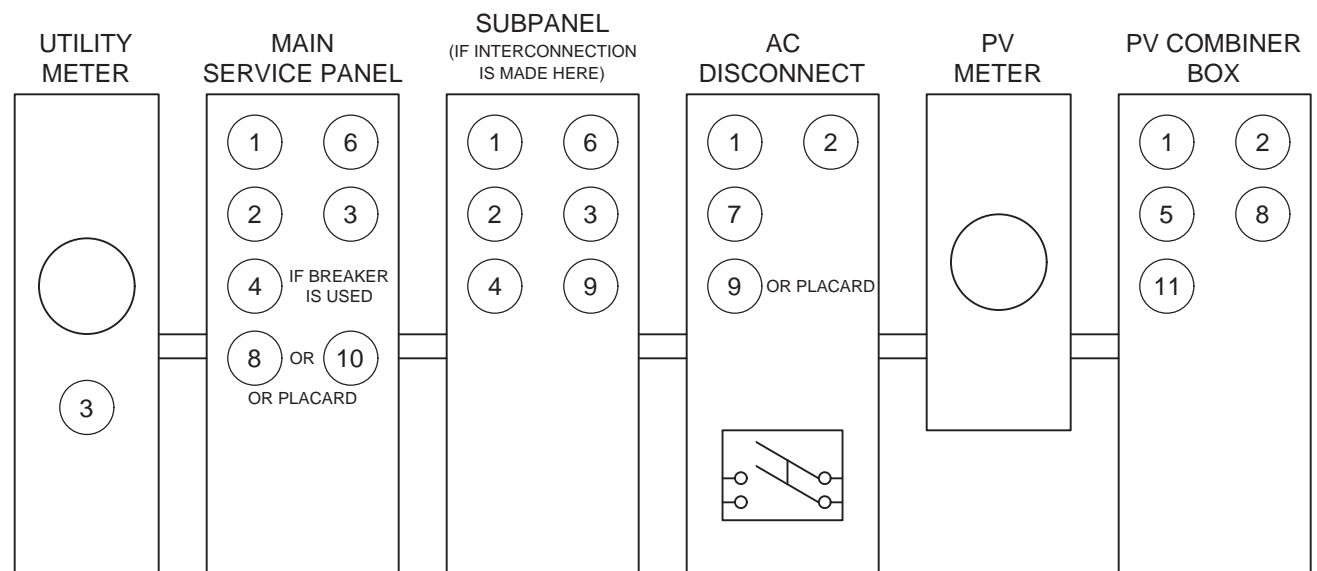 UTILITY
METER
3
MAIN
SERVICE PANEL
1 6
2 3
4 IF BREAKER
IS USED
8 OR 10
OR PLACARD
SUBPANEL
(IF INTERCONNECTION
IS MADE HERE)
1 6
2 3
4 9
AC
DISCONNECT
1 2
7
9 OR PLACARD
PV
METER
PV COMBINER
BOX
1 2
5 8
11